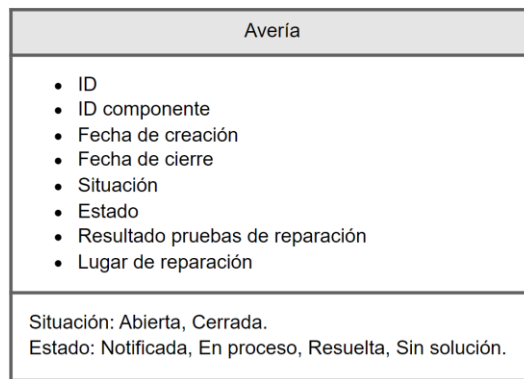 Avería
• ID
• ID componente
• Fecha de creación
• Fecha de cierre
• Situación
• Estado
• Resultado pruebas de reparación
• Lugar de reparación
Situación: Abierta, Cerrada.
Estado: Notificada, En proceso, Resuelta, Sin solución.